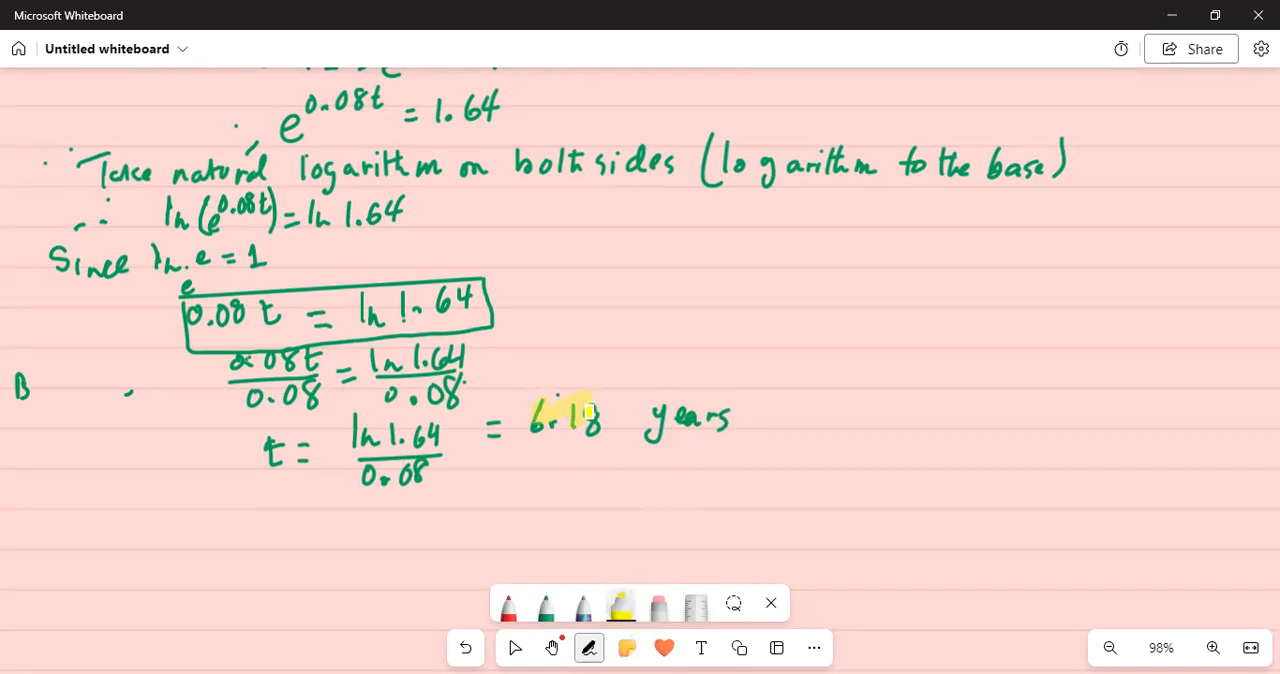 Microsoft Whiteboard
Untitled whiteboard
Share
e^0.08t = 1.64
Take natural logarithm on both sides (logarithm to the base)
∴ ln(e^0.08t) = ln 1.64
Since ln.e = 1
e
0.08 t = ln 1.64
0.08t/0.08 = ln 1.64/0.08
B
t = ln 1.64/0.08 = 6.18 years
98%